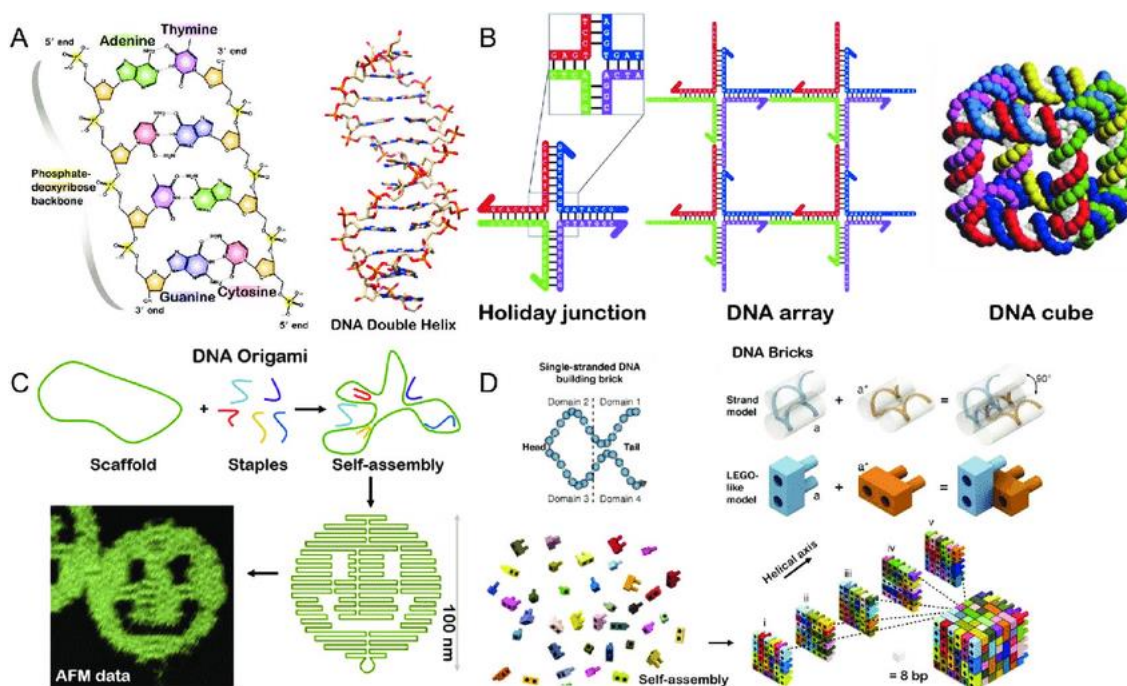 A
5' end
Adenine
Thymine
3' end
Phosphate-
deoxyribose
backbone
Guanine
Cytosine
3' end
5' end
DNA Double Helix
B
Holiday junction
DNA array
DNA cube
C
DNA Origami
+
Scaffold
Staples
Self-assembly
AFM data
100 nm
D
Single-stranded DNA
building brick
Domain 2
Domain 1
Head
Tail
Domain 3
Domain 4
DNA Bricks
Strand
model
a
+
a*
=
90°
LEGO-
like
model
a
+
a*
=
Self-assembly
Helical axis
i
ii
iii
iv
v
= 8 bp